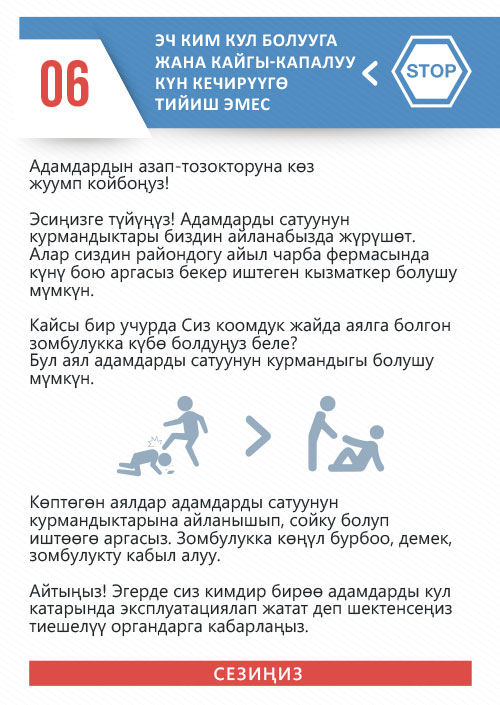 06
ЭЧ КИМ КУЛ БОЛУУГА
ЖАНА КАЙГЫ-КАПАЛУУ
КҮН КЕЧИРҮҮГӨ
ТИЙИШ ЭМЕС
STOP
Адамдардын азап-тозокторуна көз
жуумп койбоңуз!
Эсиңизге түйүңүз! Адамдарды сатуунун
курмандыктары биздин айланабызда жүрүшөт.
Алар сиздин райондогу айыл чарба фермасында
күнү бою аргасыз бекер иштеген кызматкер болушу
мүмкүн.
Кайсы бир учурда Сиз коомдук жайда аялга болгон
зомбулукка күбө болдуңуз беле?
Бул аял адамдарды сатуунун курмандыгы болушу
мүмкүн.
Көптөгөн аялдар адамдарды сатуунун
курмандыктарына айланышып, сойку болуп
иштөөгө аргасыз. Зомбулукка көңүл бурбоо, демек,
зомбулукту кабыл алуу.
Айтыңыз! Эгерде сиз кимдир бирөө адамдарды кул
катарында эксплуатациялап жатат деп шектенсеңиз
тиешелүү органдарга кабарлаңыз.
СЕЗИҢИЗ